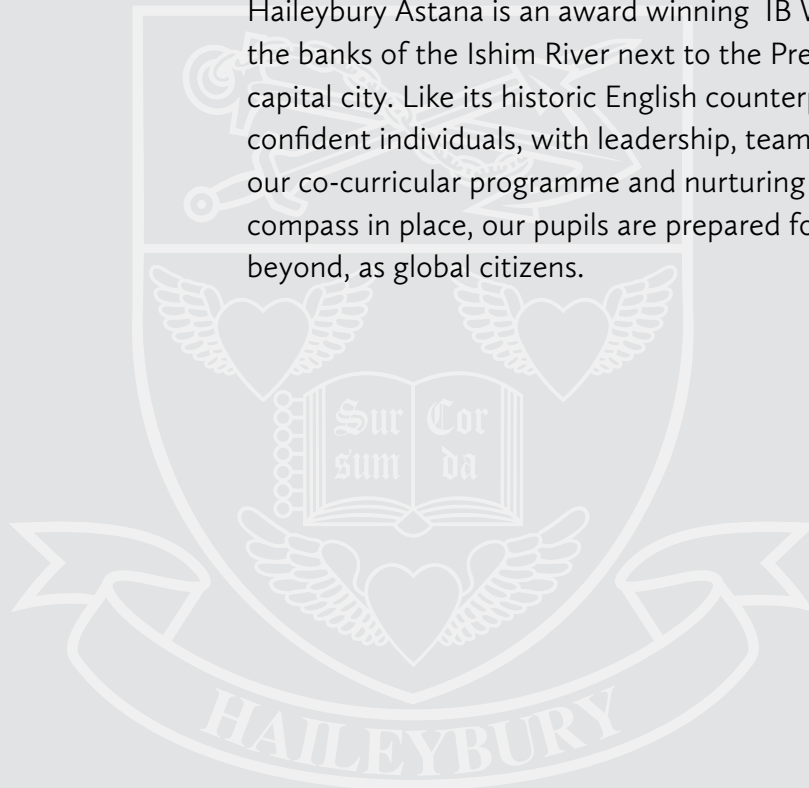 Haileybury Astana is an award winning IB
the banks of the Ishim River next to the Pre
capital city. Like its historic English counter
confident individuals, with leadership, team
our co-curricular programme and nurturing
compass in place, our pupils are prepared fo
beyond, as global citizens.
Sur Cor
sum da
HAILEYBURY